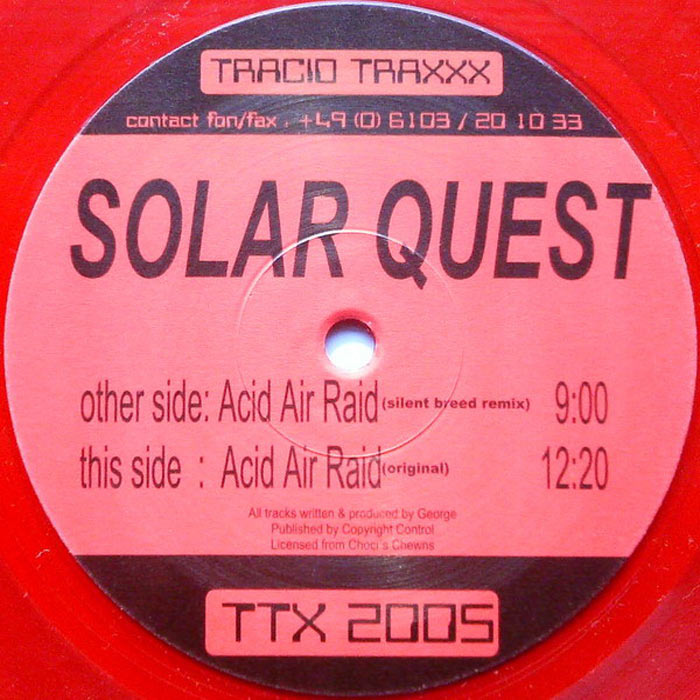 TRACID TRAXXX
contact fon/fax : +49 (0) 6103 / 20 10 33
SOLAR QUEST
other side: Acid Air Raid (silent breed remix) 9:00
this side : Acid Air Raid (original) 12:20
All tracks written & produced by George
Published by Copyright Control
Licensed from Choci´s Chewns
TTX 2005